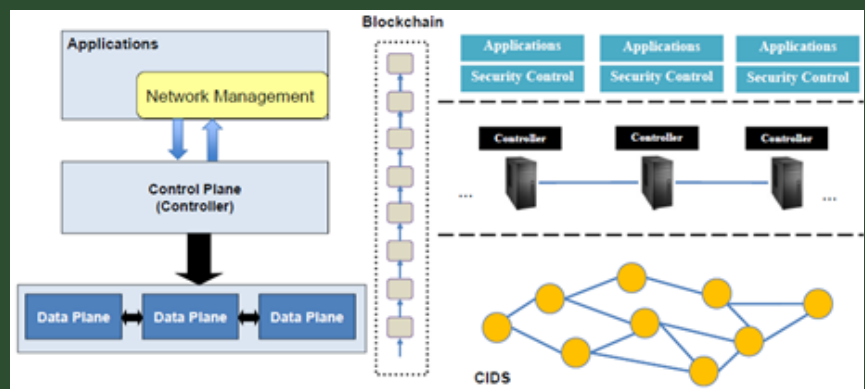 Applications
Network Management
Control Plane
(Controller)
Data Plane
Data Plane
Data Plane
Blockchain
Applications
Applications
Applications
Security Control
Security Control
Security Control
Controller
Controller
Controller
...
...
CIDS